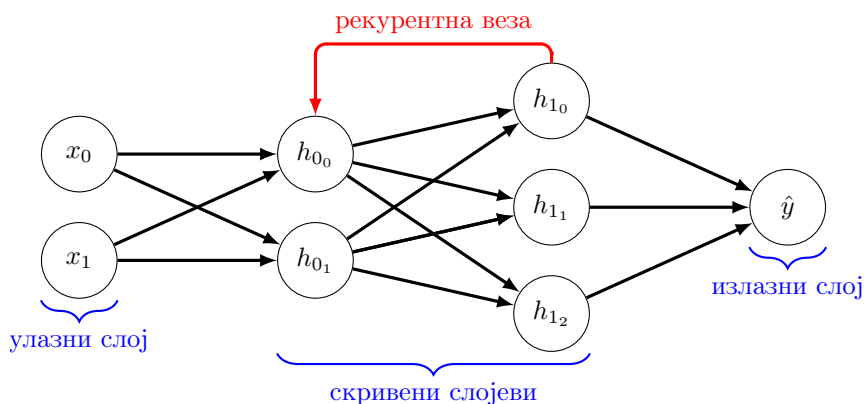 рекурентна веза
x₀
h₀₀
h₁₀
x₁
h₀₁
h₁₁
ŷ
h₁₂
улазни слој
скривени слојеви
излазни слој